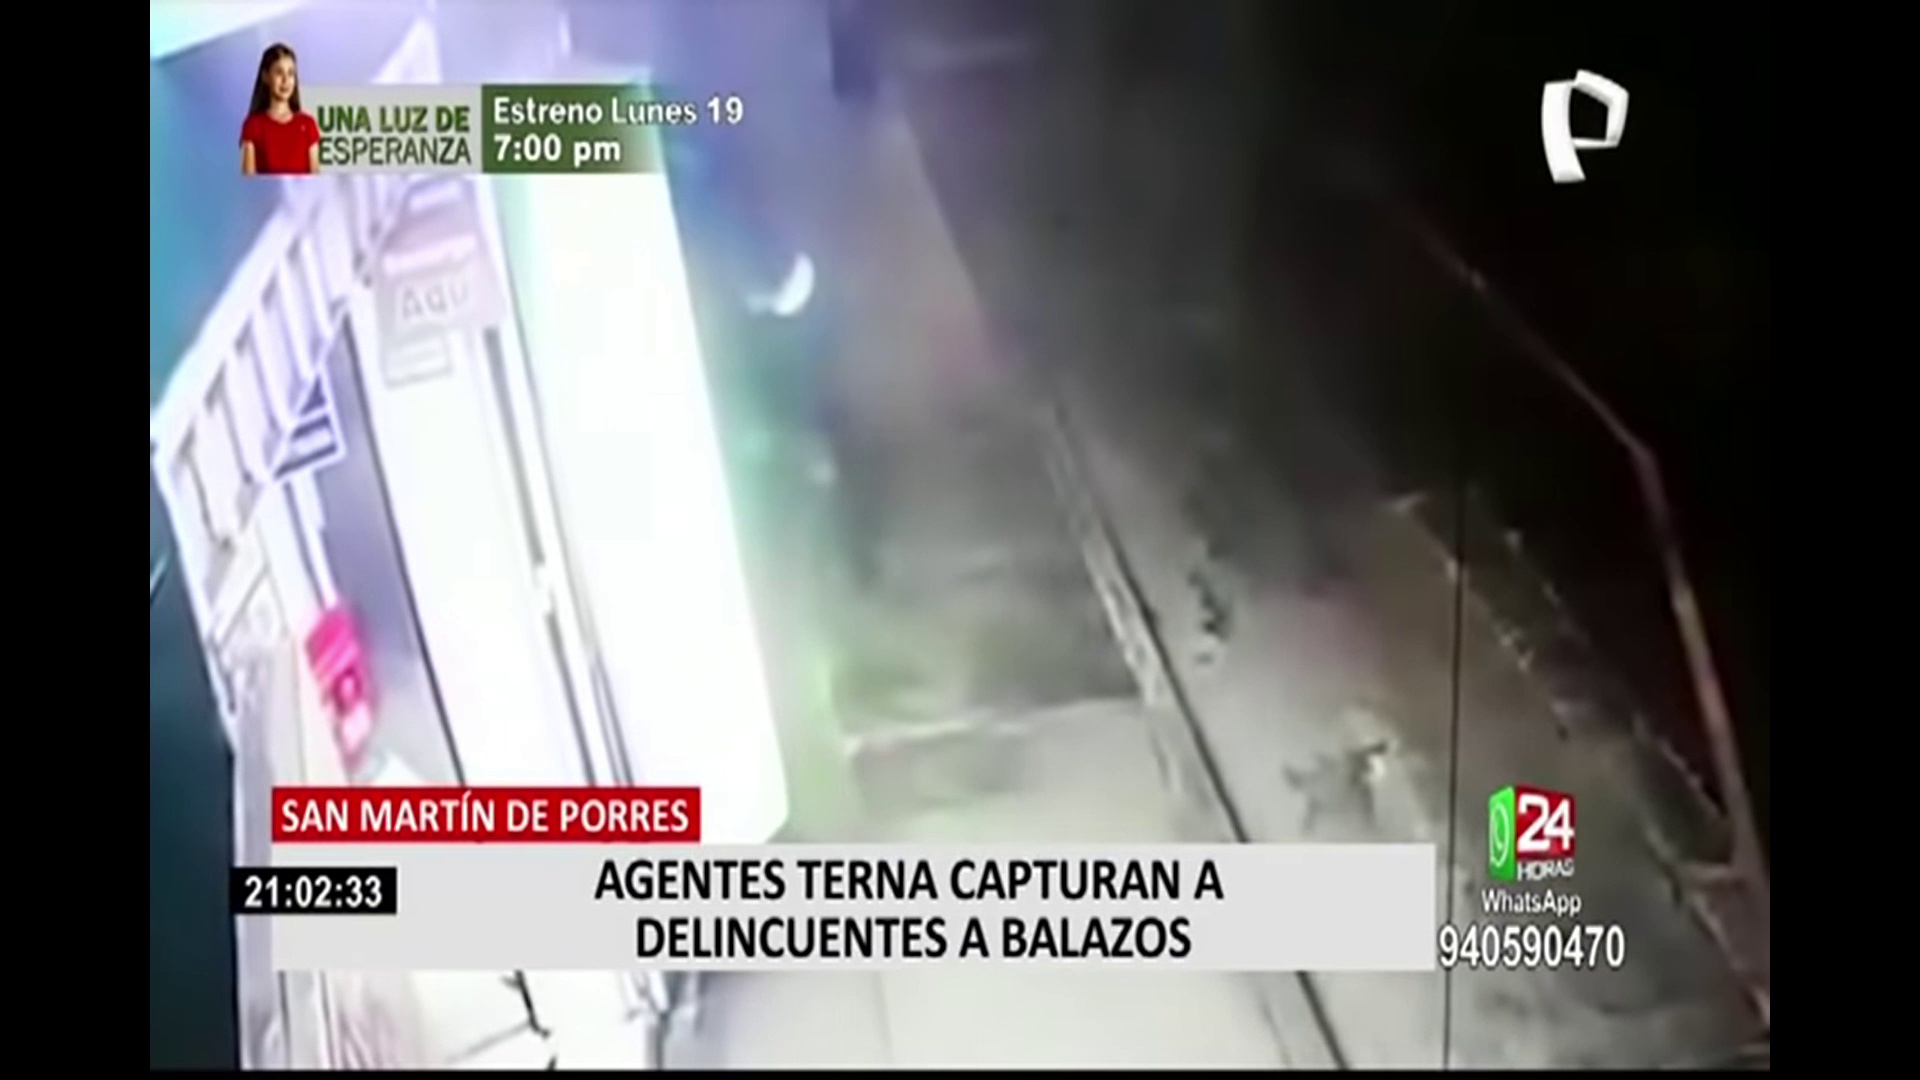 UNA LUZ DE
ESPERANZA
Estreno Lunes 19
7:00 pm
Aquí
SAN MARTÍN DE PORRES
21:02:33
AGENTES TERNA CAPTURAN A
DELINCUENTES A BALAZOS
24
HORAS
WhatsApp
940590470